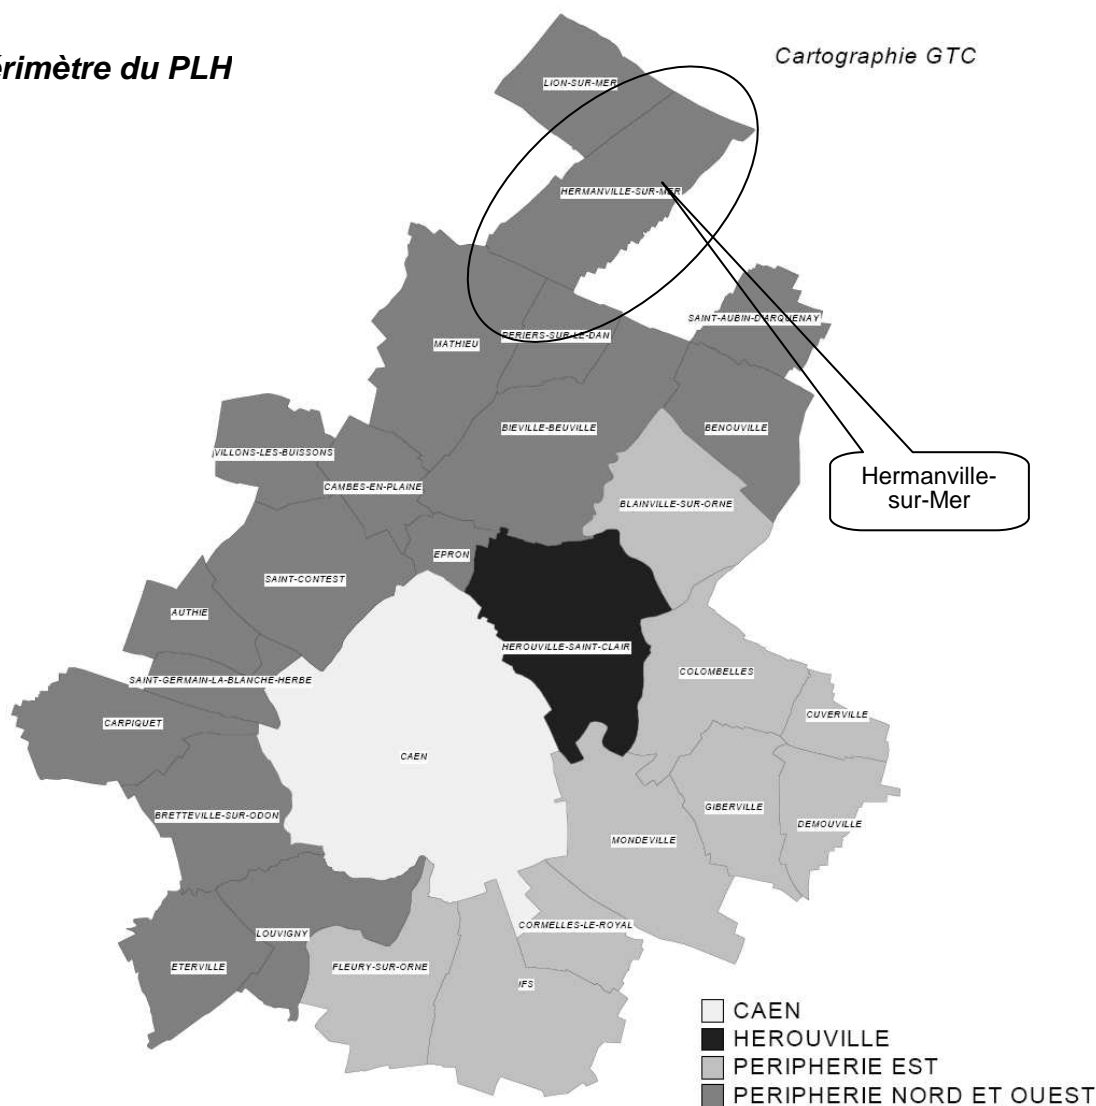 érimètre du PLH
Cartographie GTC
LION-SUR-MER
HERMANVILLE-SUR-MER
SAINT-AUBIN-D'ARQUENAY
PERIERS-SUR-LE-DAN
MATHIEU
BIEVILLE-BEUVILLE
BENOUVILLE
VILLONS-LES-BUISSONS
CAMBES-EN-PLAINE
Hermanville-
sur-Mer
BLAINVILLE-SUR-ORNE
EPRON
SAINT-CONTEST
AUTHIE
HEROUVILLE-SAINT-CLAIR
COLOMBELLES
SAINT-GERMAIN-LA-BLANCHE-HERBE
CUVERVILLE
CARPIQUET
CAEN
GIBERVILLE
BRETTEVILLE-SUR-ODON
DEMOUVILLE
MONDEVILLE
CORMELLES-LE-ROYAL
LOUVIGNY
ETERVILLE
FLEURY-SUR-ORNE
IFS
CAEN
HEROUVILLE
PERIPHERIE EST
PERIPHERIE NORD ET OUEST